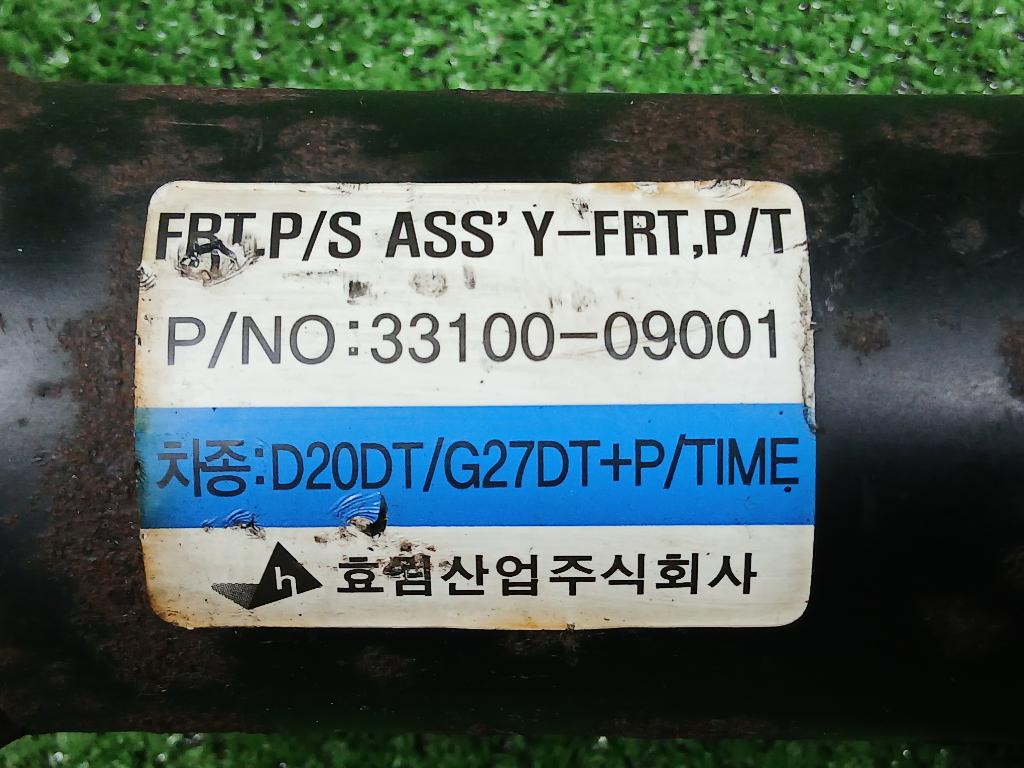 FRT,P/S ASS'Y-FRT,P/T
P/NO:33100-09001
차종:D20DT/G27DT+P/TIME
h 효림산업주식회사